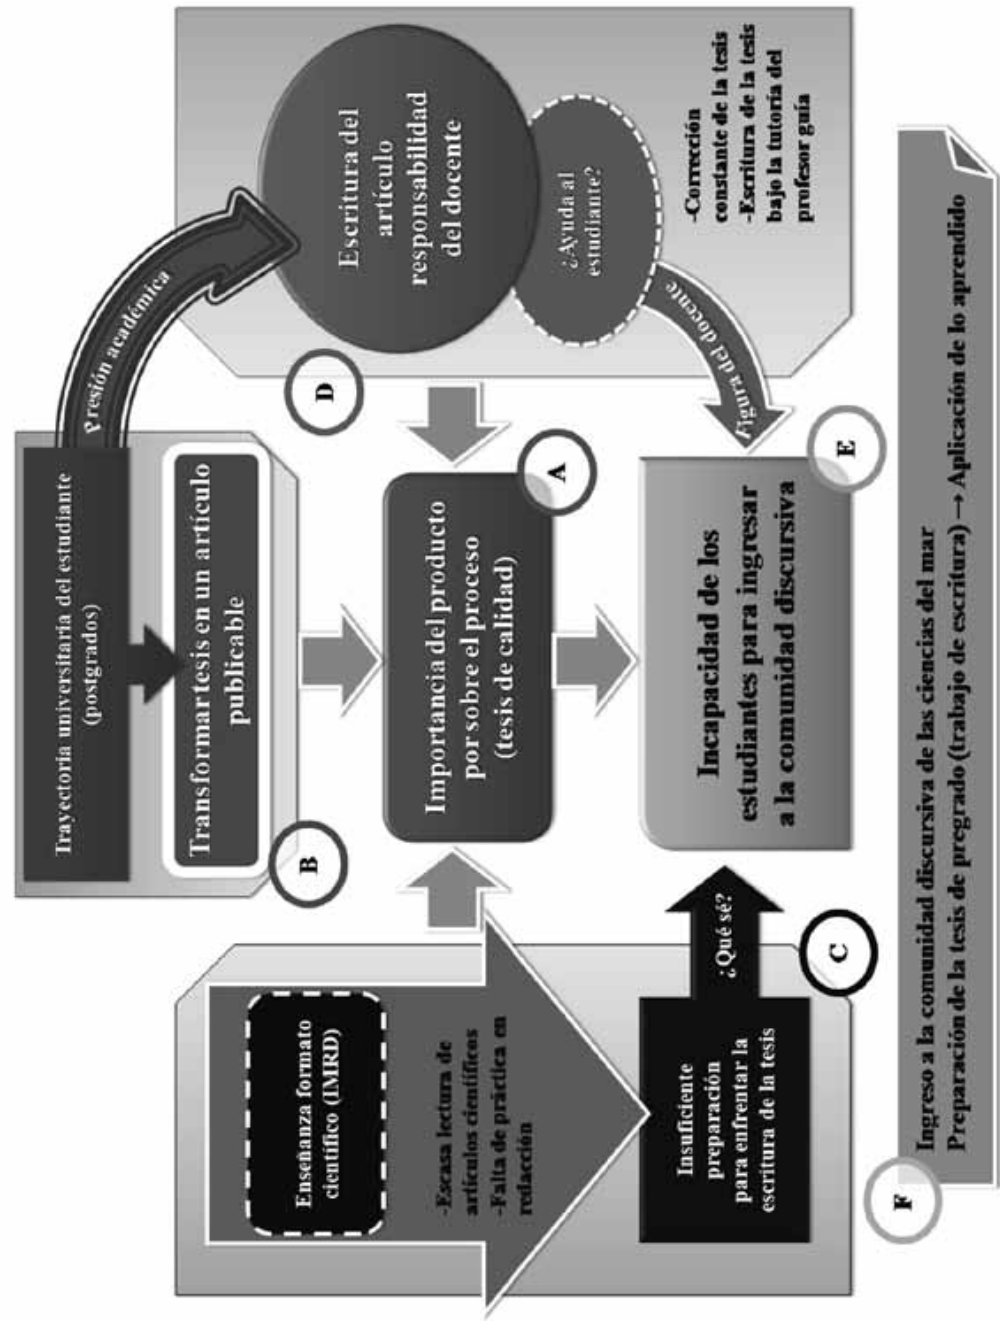 Trayectoria universitaria del estudiante
(postgrados)
Transformar tesis en un artículo
publicable
B
Presión académica
Enseñanza formato
científico (IMRD)
-Escasa lectura de
artículos científicos
-Falta de práctica en
redacción
Insuficiente
preparación
para enfrentar la
escritura de la tesis
¿Qué sé?
C
Importancia del producto
por sobre el proceso
(tesis de calidad)
A
Incapacidad de los
estudiantes para ingresar
a la comunidad discursiva
E
D
Escritura del
artículo
responsabilidad
del docente
¿Ayuda al
estudiante?
Figura del docente
-Corrección
constante de la tesis
-Escritura de la tesis
bajo la tutoría del
profesor guía
F
Ingreso a la comunidad discursiva de las ciencias del mar
Preparación de la tesis de pregrado (trabajo de escritura) → Aplicación de lo aprendido